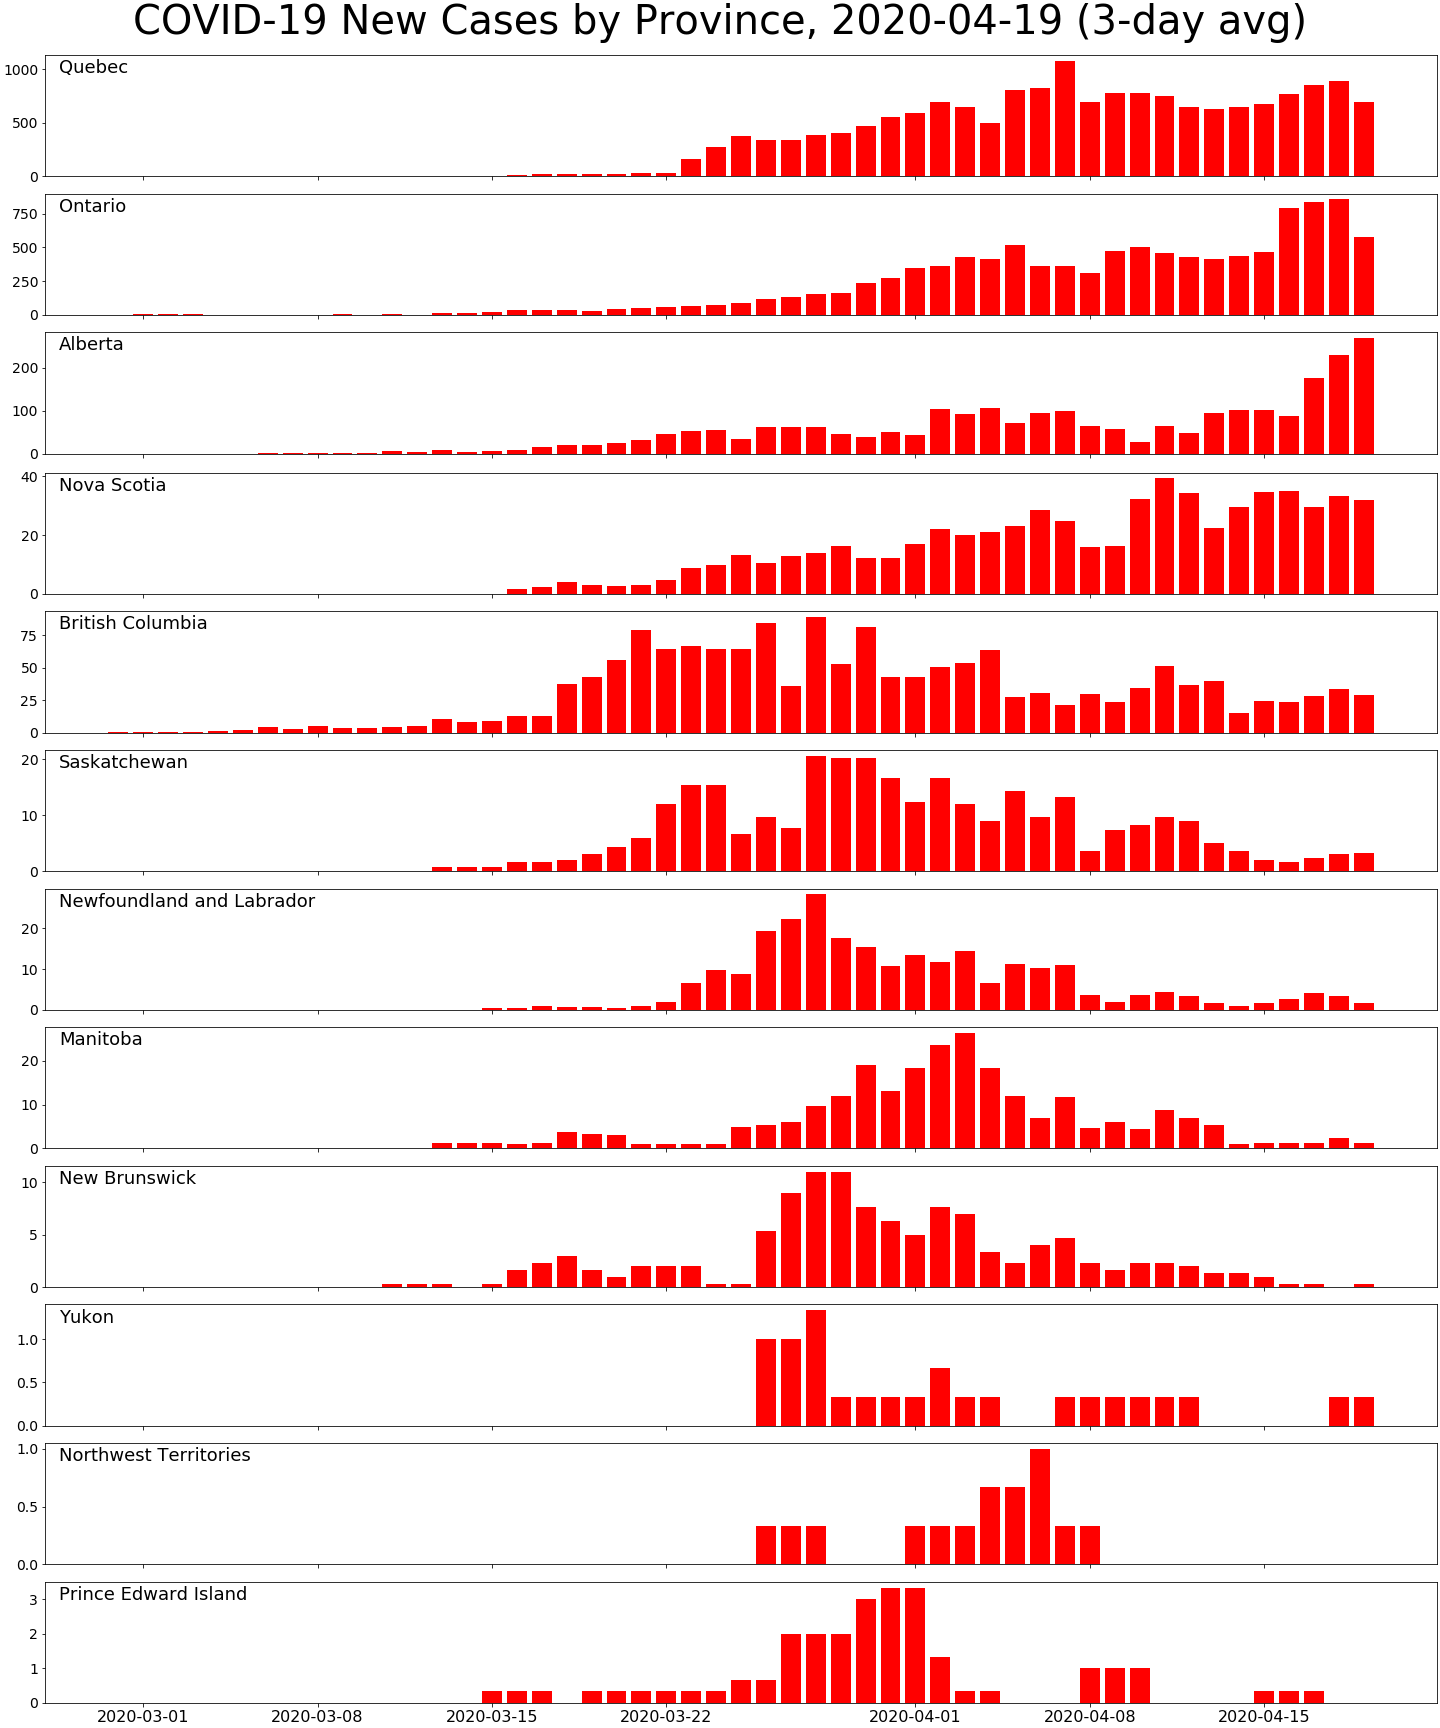 COVID-19 New Cases by Province, 2020-04-19 (3-day avg)
Quebec
1000
500
0
Ontario
750
500
250
0
Alberta
200
100
0
Nova Scotia
40
20
0
British Columbia
75
50
25
0
Saskatchewan
20
10
0
Newfoundland and Labrador
20
10
0
Manitoba
20
10
0
New Brunswick
10
5
0
Yukon
1.0
0.5
0.0
Northwest Territories
1.0
0.5
0.0
Prince Edward Island
3
2
1
0
2020-03-01 2020-03-08 2020-03-15 2020-03-22 2020-04-01 2020-04-08 2020-04-15